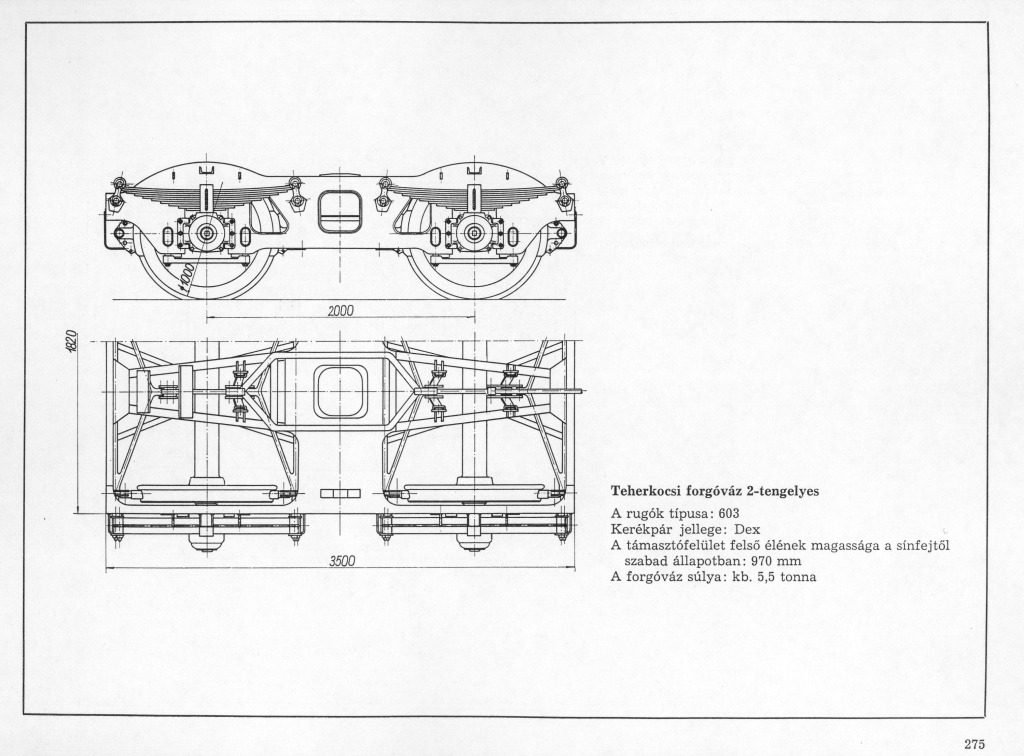 ⌀1000
2000
1820
3500
Teherkocsi forgóváz 2-tengelyes
A rugók típusa: 603
Kerékpár jellege: Dex
A támasztófelület felső élének magassága a sínfejtől
szabad állapotban: 970 mm
A forgóváz súlya: kb. 5,5 tonna
275